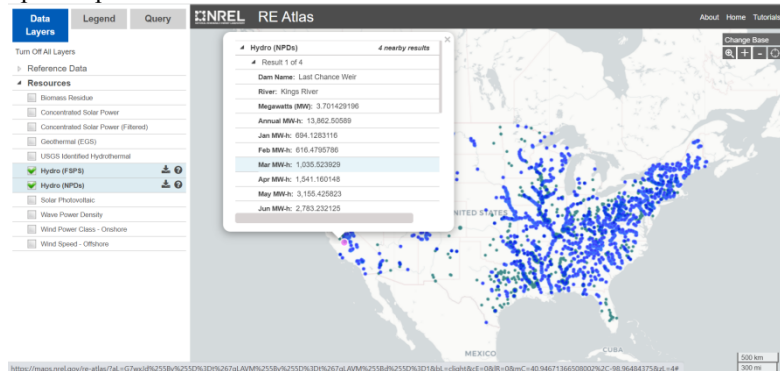 Data Layers
Legend
Query
NREL
RE Atlas
About Home Tutorials
Turn Off All Layers
Reference Data
Resources
Biomass Residue
Concentrated Solar Power
Concentrated Solar Power (Filtered)
Geothermal (EGS)
USGS Identified Hydrothermal
Hydro (FSPS)
Hydro (NPDs)
Solar Photovoltaic
Wave Power Density
Wind Power Class - Onshore
Wind Speed - Offshore
Hydro (NPDs) 4 nearby results
Result 1 of 4
Dam Name: Last Chance Weir
River: Kings River
Megawatts (MW): 3.701429196
Annual MW-h: 13,862.50589
Jan MW-h: 694.1283116
Feb MW-h: 616.4795786
Mar MW-h: 1,035.523929
Apr MW-h: 1,541.160148
May MW-h: 3,155.425823
Jun MW-h: 2,783.232125
Change Base
UNITED STATES
MEXICO
CUBA
500 km
300 mi